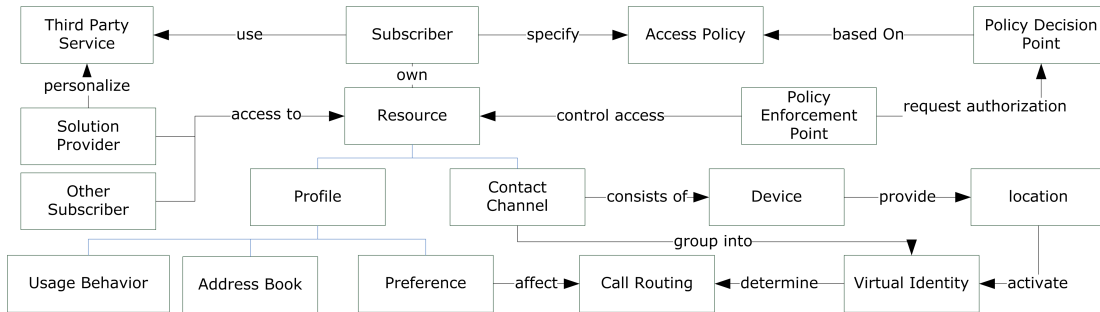 Third Party
Service
use
Subscriber
specify
Access Policy
based On
Policy Decision
Point
personalize
own
Solution
Provider
access to
Resource
control access
Policy
Enforcement
Point
request authorization
Other
Subscriber
Profile
Contact
Channel
consists of
Device
provide
location
group into
Usage Behavior
Address Book
Preference
affect
Call Routing
determine
Virtual Identity
activate